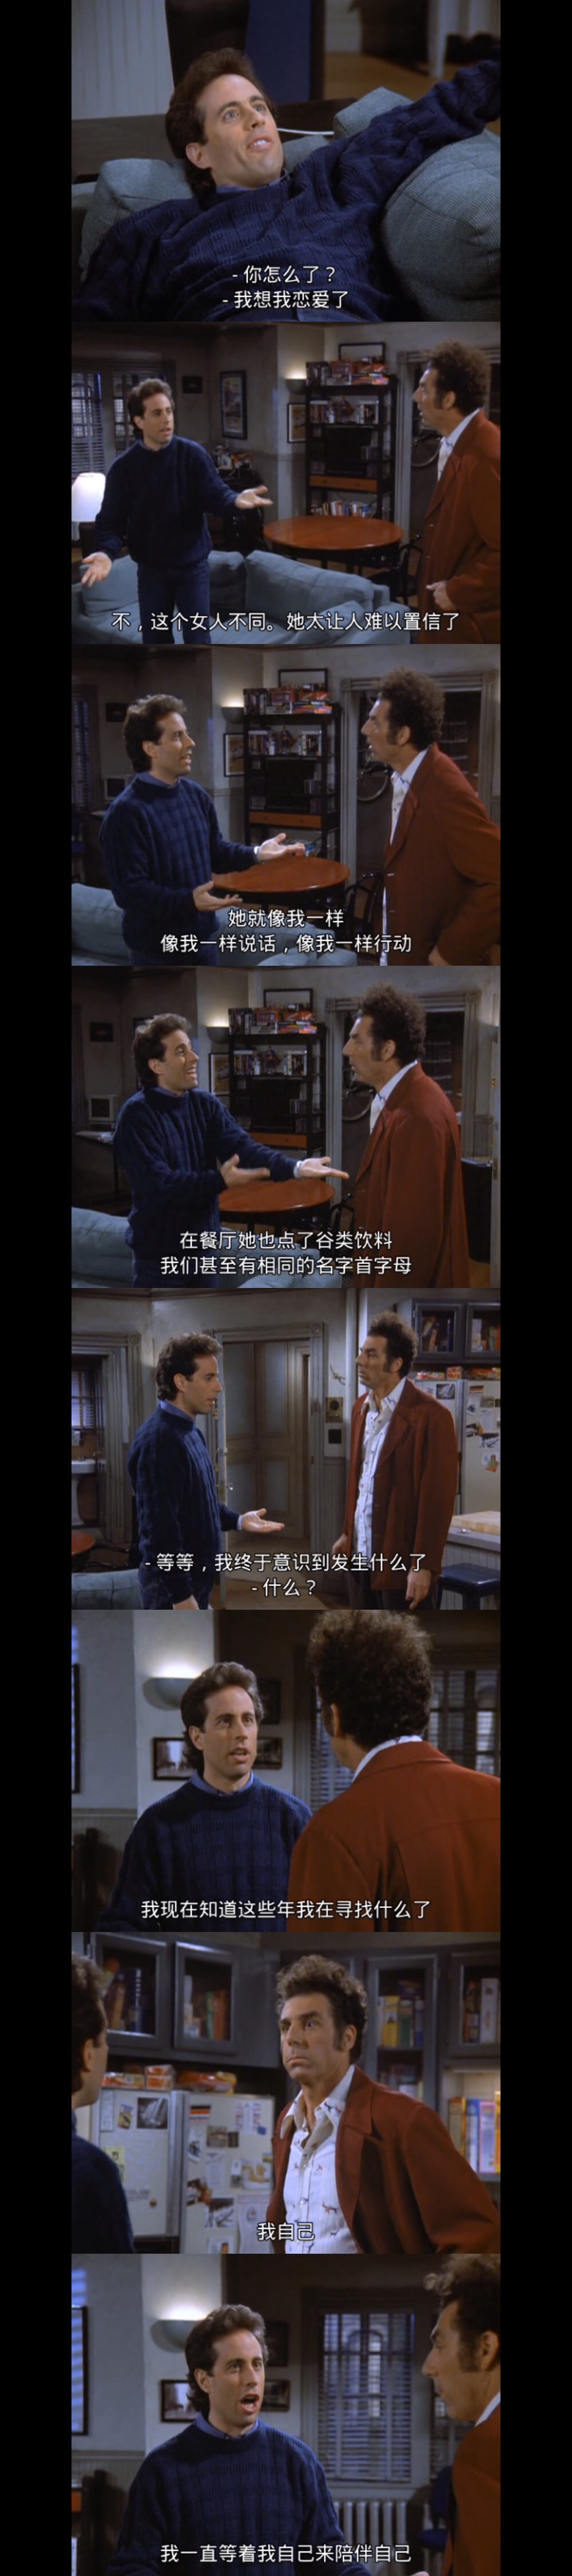 - 你怎么了？
- 我想我恋爱了
不，这个女人不同。她太让人难以置信了
她就像我一样
像我一样说话，像我一样行动
在餐厅她也点了谷类饮料
我们甚至有相同的名字首字母
- 等等，我终于意识到发生什么了
- 什么？
我现在知道这些年我在寻找什么了
我自己
我一直等着我自己来陪伴自己